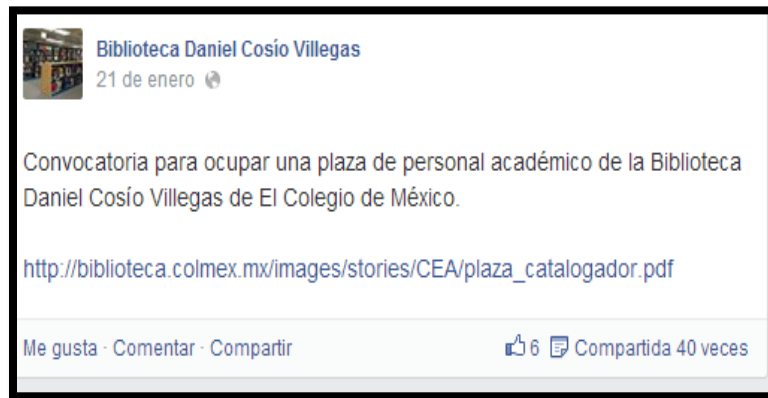 Biblioteca Daniel Cosío Villegas
21 de enero
Convocatoria para ocupar una plaza de personal académico de la Biblioteca
Daniel Cosío Villegas de El Colegio de México.
http://biblioteca.colmex.mx/images/stories/CEA/plaza_catalogador.pdf
Me gusta · Comentar · Compartir 6 Compartida 40 veces